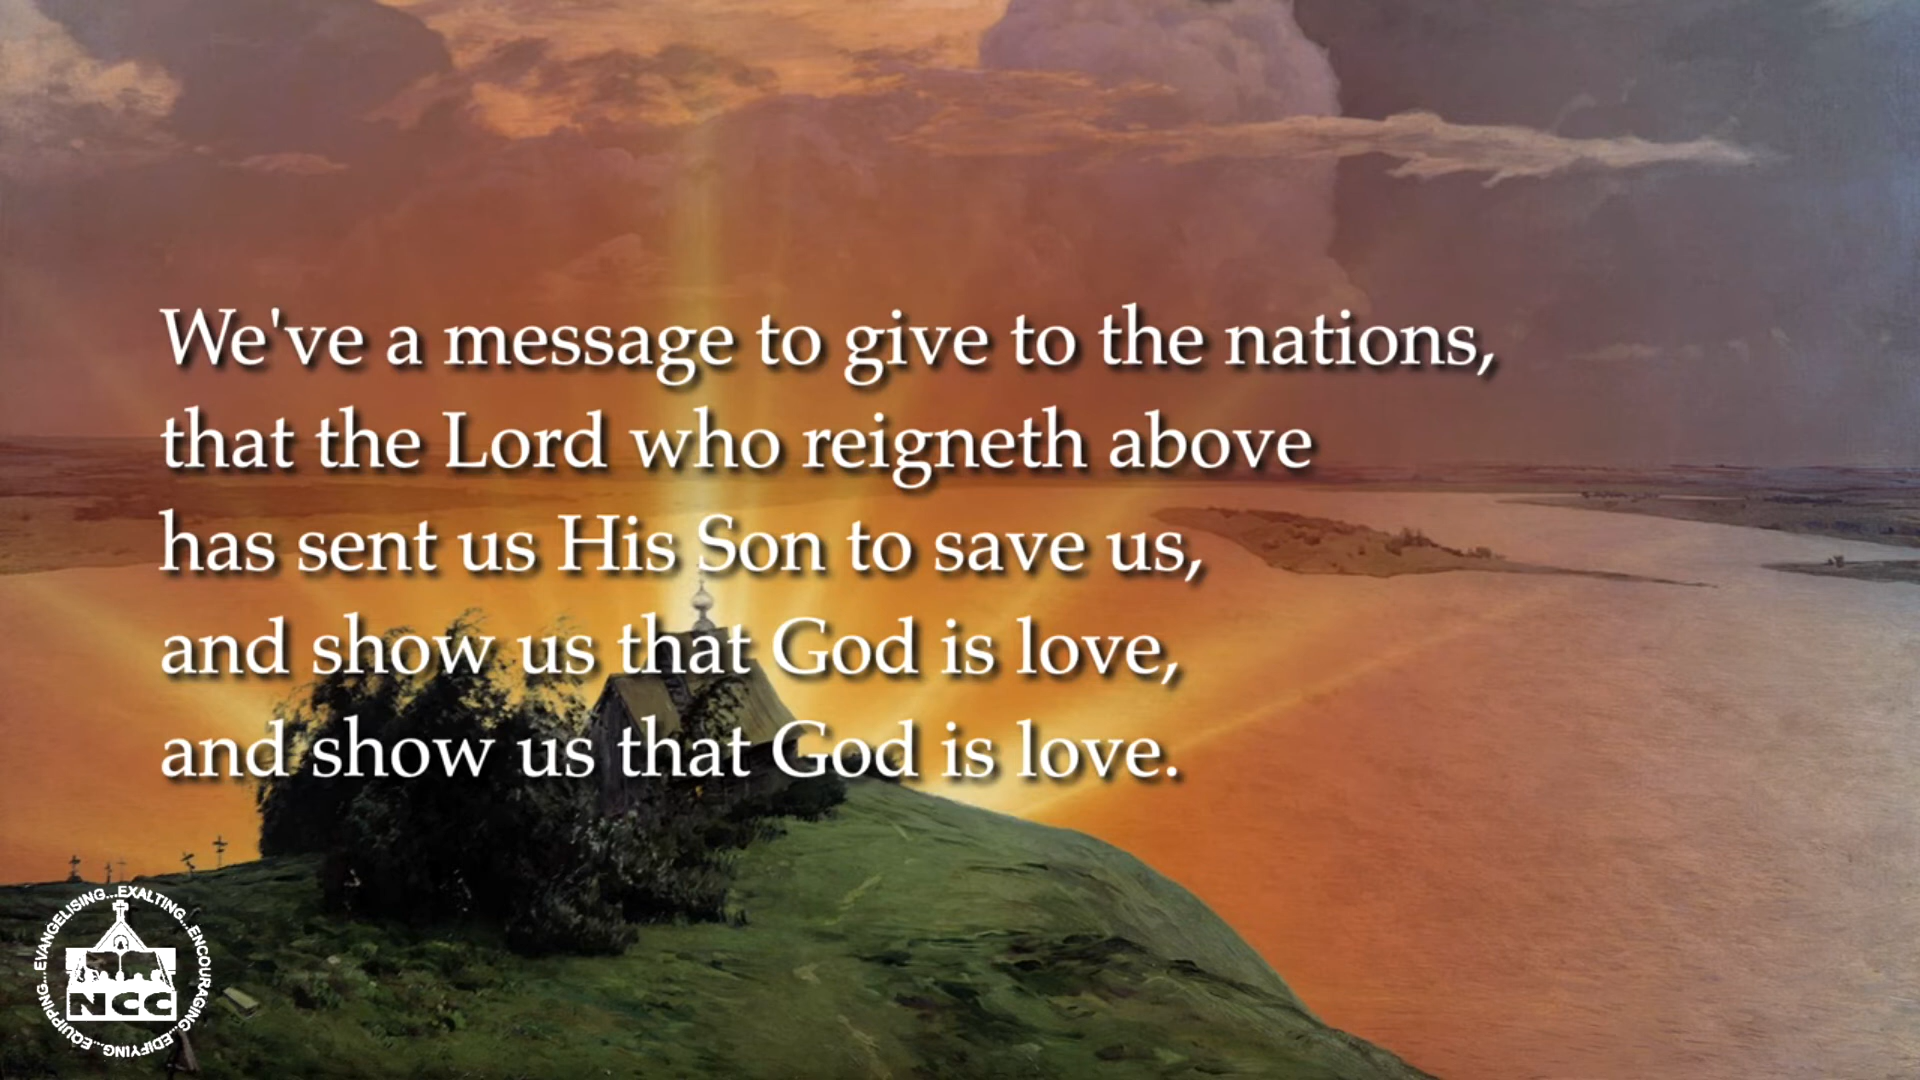 We've a message to give to the nations,
that the Lord who reigneth above
has sent us His Son to save us,
and show us that God is love,
and show us that God is love.
EVANGELISING...EXALTING...ENCOURAGING...EDIFYING...EQUIPPING...
NCC